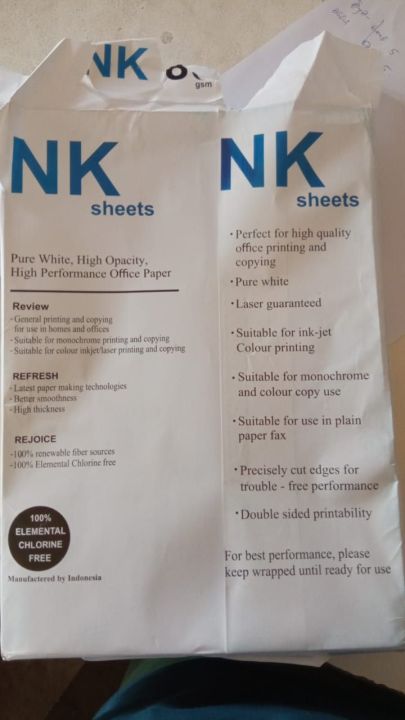 NK
gsm
NK
sheets
Pure White, High Opacity,
High Performance Office Paper
Review
-General printing and copying
for use in homes and offices
-Suitable for monochrome printing and copying
-Suitable for colour inkjet/laser printing and copying
REFRESH
-Latest paper making technologies
-Better smoothness
-High thickness
REJOICE
-100% renewable fiber sources
-100% Elemental Chlorine free
100%
ELEMENTAL
CHLORINE
FREE
Manufactered by Indonesia
NK
sheets
• Perfect for high quality
office printing and
copying
• Pure white
• Laser guaranteed
• Suitable for ink-jet
Colour printing
• Suitable for monochrome
and colour copy use
• Suitable for use in plain
paper fax
• Precisely cut edges for
trouble - free performance
• Double sided printability
For best performance, please
keep wrapped until ready for use